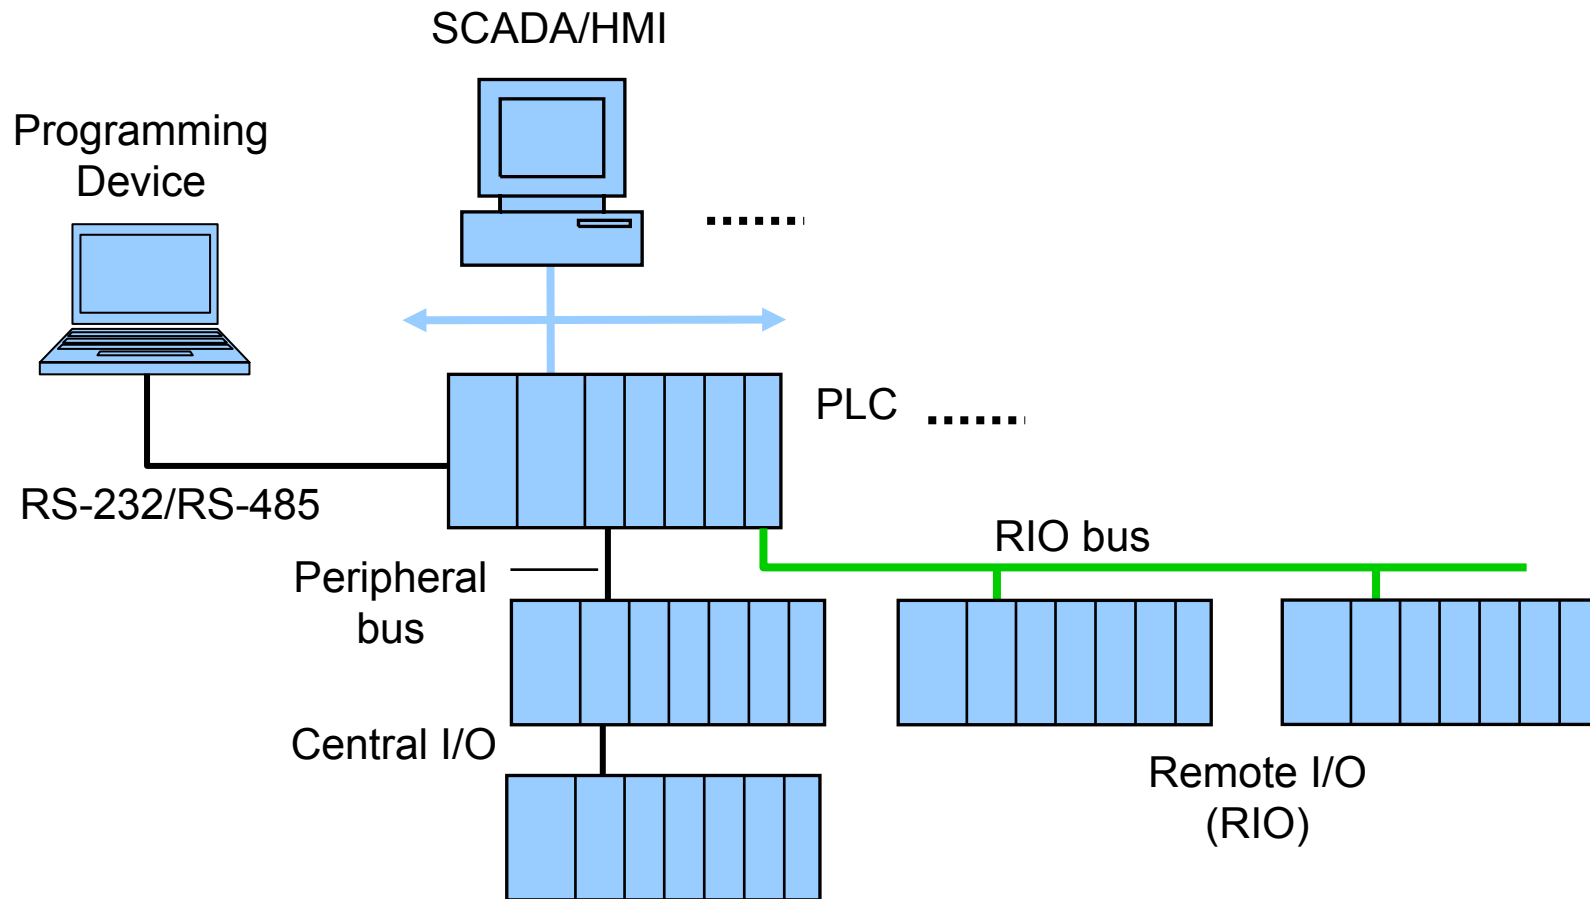 SCADA/HMI
Programming
Device
PLC
RS-232/RS-485
RIO bus
Peripheral
bus
Central I/O
Remote I/O
(RIO)